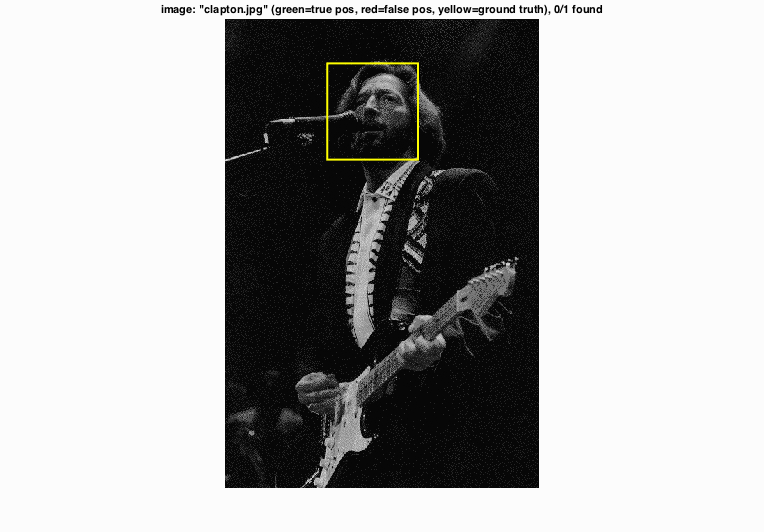 image: "clapton.jpg" (green=true pos, red=false pos, yellow=ground truth), 0/1 found